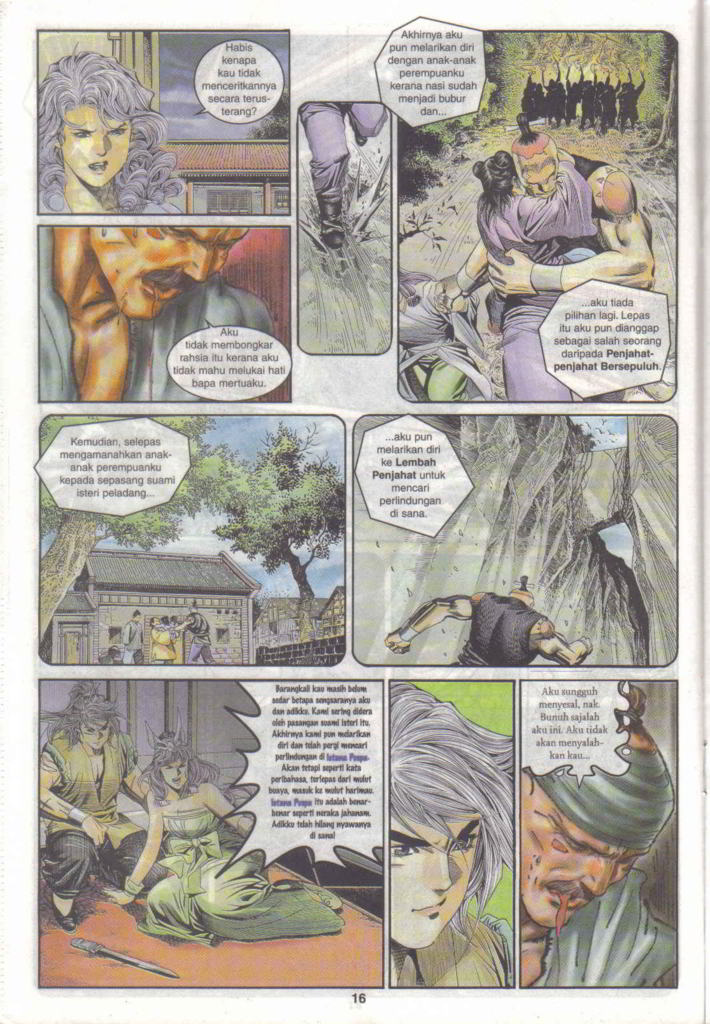 Habis
kenapa
kau tidak
menceritkannya
secara terus-
terang?
Akhirnya aku
pun melarikan diri
dengan anak-anak
perempuanku
kerana nasi sudah
menjadi bubur
dan...
...aku tiada
pilihan lagi. Lepas
itu aku pun dianggap
sebagai salah seorang
daripada Penjahat-
penjahat Bersepuluh.
Aku
tidak membongkar
rahsia itu kerana aku
tidak mahu melukai hati
bapa mertuaku.
Kemudian, selepas
mengamanahkan anak-
anak perempuanku
kepada sepasang suami
isteri peladang...
...aku pun
melarikan diri
ke Lembah
Penjahat untuk
mencari
perlindungan
di sana.
Barangkali kau masih belum
sedar betapa sengsaranya aku
dan adikku. Kami sering didera
oleh pasangan suami isteri itu.
Akhirnya kami pun melarikan
diri dan telah pergi mencari
perlindungan di Istana Puspa.
Akan tetapi seperti kata
peribahasa, terlepas dari mulut
buaya, masuk ke mulut harimau.
Istana Puspa itu adalah benar-
benar seperti neraka jahanam.
Adikku telah hilang nyawanya
di sana!
Aku sungguh
menyesal, nak.
Bunuh sajalah
aku ini. Aku tidak
akan menyalah-
kan kau...
16